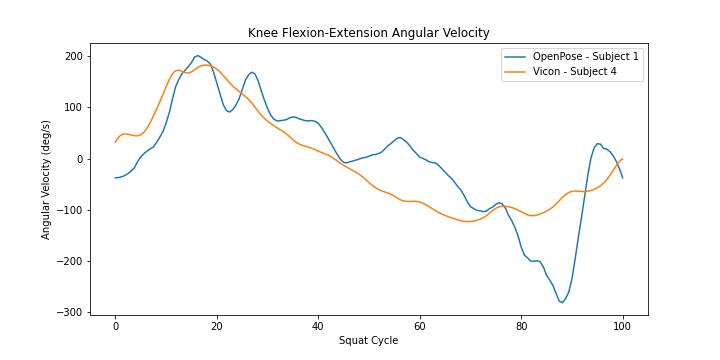 Knee Flexion-Extension Angular Velocity
OpenPose - Subject 1
Vicon - Subject 4
Angular Velocity (deg/s)
200
100
0
−100
−200
−300
0 20 40 60 80 100
Squat Cycle